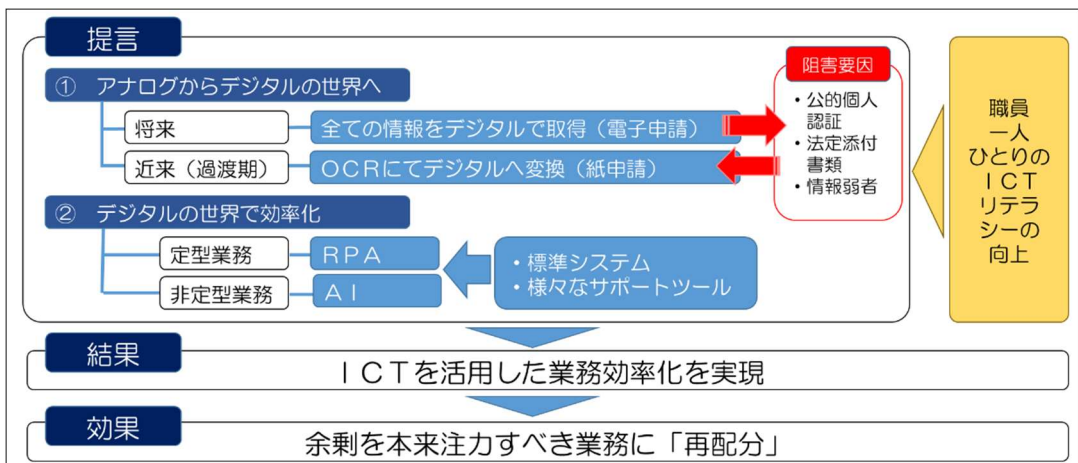 提言
① アナログからデジタルの世界へ
将来
全ての情報をデジタルで取得（電子申請）
近来（過渡期）
ＯＣＲにてデジタルへ変換（紙申請）
阻害要因
・公的個人
認証
・法定添付
書類
・情報弱者
② デジタルの世界で効率化
定型業務
ＲＰＡ
非定型業務
ＡＩ
・標準システム
・様々なサポートツール
職員
一人
ひとりの
ＩＣＴ
リテラ
シーの
向上
結果
ＩＣＴを活用した業務効率化を実現
効果
余剰を本来注力すべき業務に「再配分」